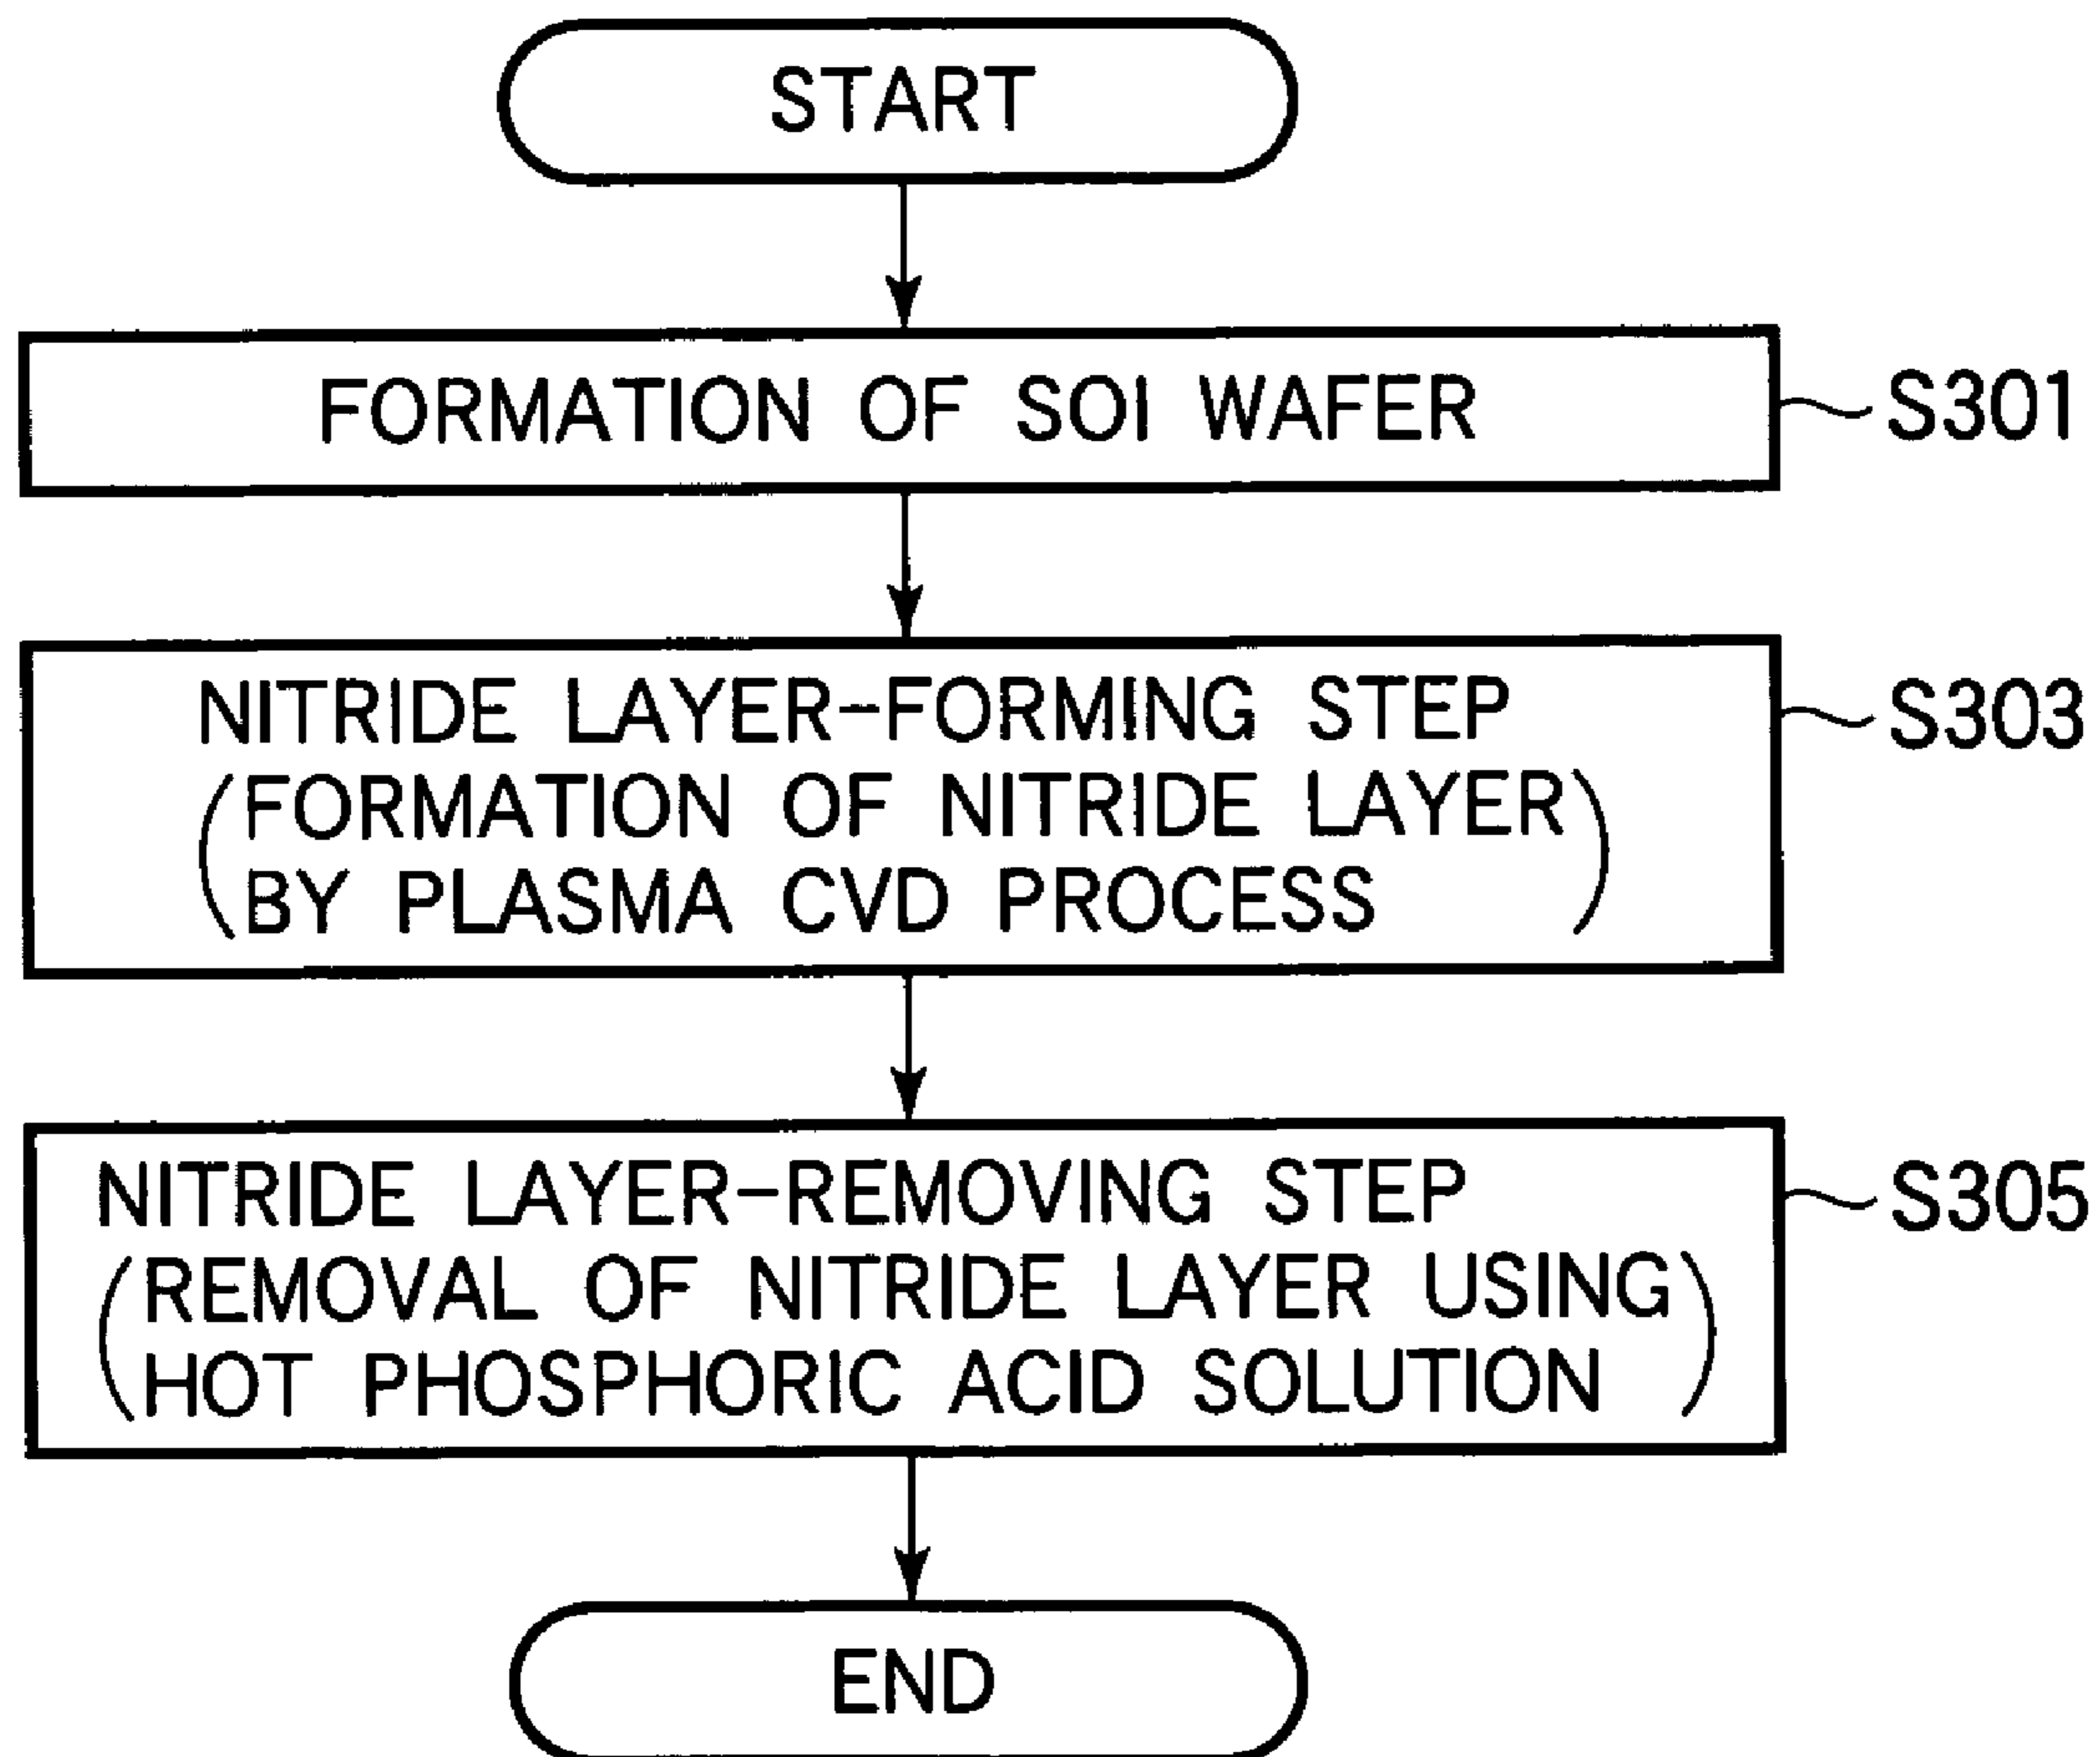 START
FORMATION OF SOI WAFER
S301
NITRIDE LAYER-FORMING STEP
S303
(FORMATION OF NITRIDE LAYER
BY PLASMA CVD PROCESS)
NITRIDE LAYER-REMOVING STEP
S305
(REMOVAL OF NITRIDE LAYER USING
HOT PHOSPHORIC ACID SOLUTION)
END